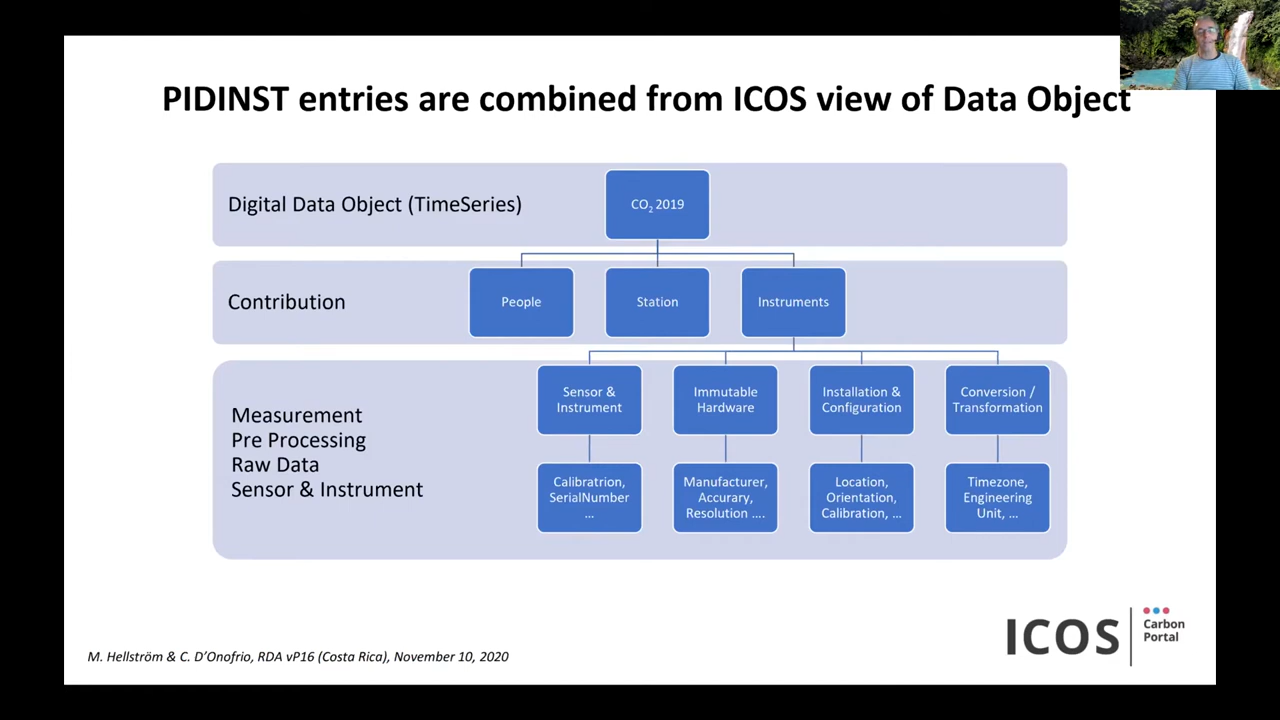 PIDINST entries are combined from ICOS view of Data Object
Digital Data Object (TimeSeries)
CO₂ 2019
Contribution
People
Station
Instruments
Measurement
Pre Processing
Raw Data
Sensor & Instrument
Sensor &
Instrument
Immutable
Hardware
Installation &
Configuration
Conversion /
Transformation
Calibratrion,
SerialNumber
...
Manufacturer,
Accurary,
Resolution ....
Location,
Orientation,
Calibration, ...
Timezone,
Engineering
Unit, ...
M. Hellström & C. D'Onofrio, RDA vP16 (Costa Rica), November 10, 2020
ICOS
Carbon
Portal